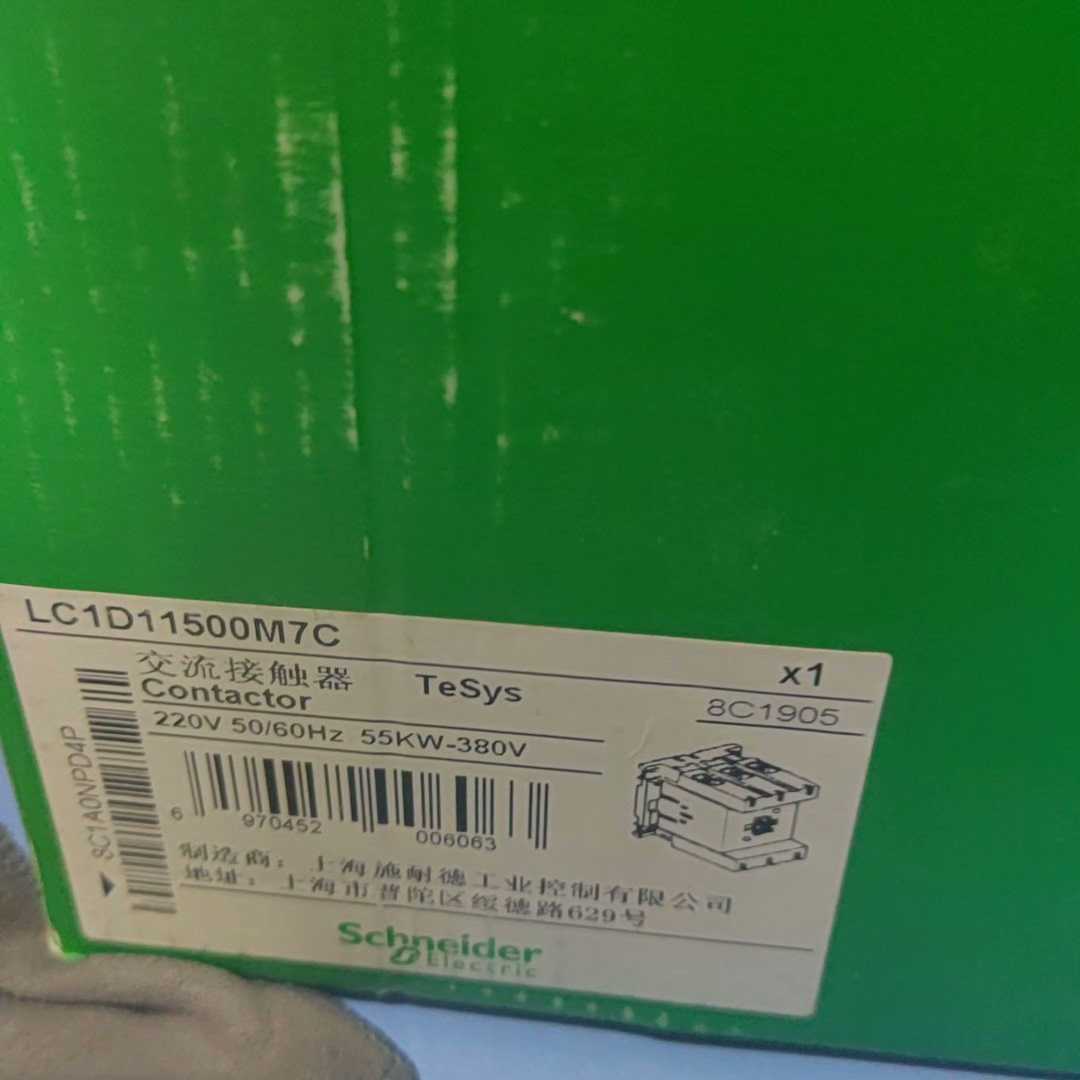 LC1D11500M7C
x1
交流接触器
Contactor
TeSys
8C1905
220V 50/60Hz 55KW-380V
8C1A0NPD4P
6 970452 006063
制造商：上海施耐德工业控制有限公司
地址：上海市普陀区绥德路629号
Schneider
Electric